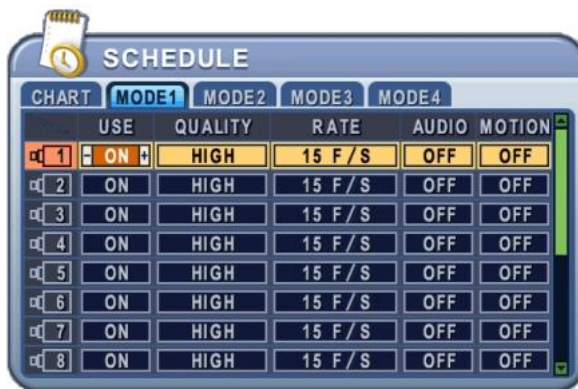 SCHEDULE
CHART MODE1 MODE2 MODE3 MODE4
USE QUALITY RATE AUDIO MOTION
1 - ON + HIGH 15 F/S OFF OFF
2 ON HIGH 15 F/S OFF OFF
3 ON HIGH 15 F/S OFF OFF
4 ON HIGH 15 F/S OFF OFF
5 ON HIGH 15 F/S OFF OFF
6 ON HIGH 15 F/S OFF OFF
7 ON HIGH 15 F/S OFF OFF
8 ON HIGH 15 F/S OFF OFF